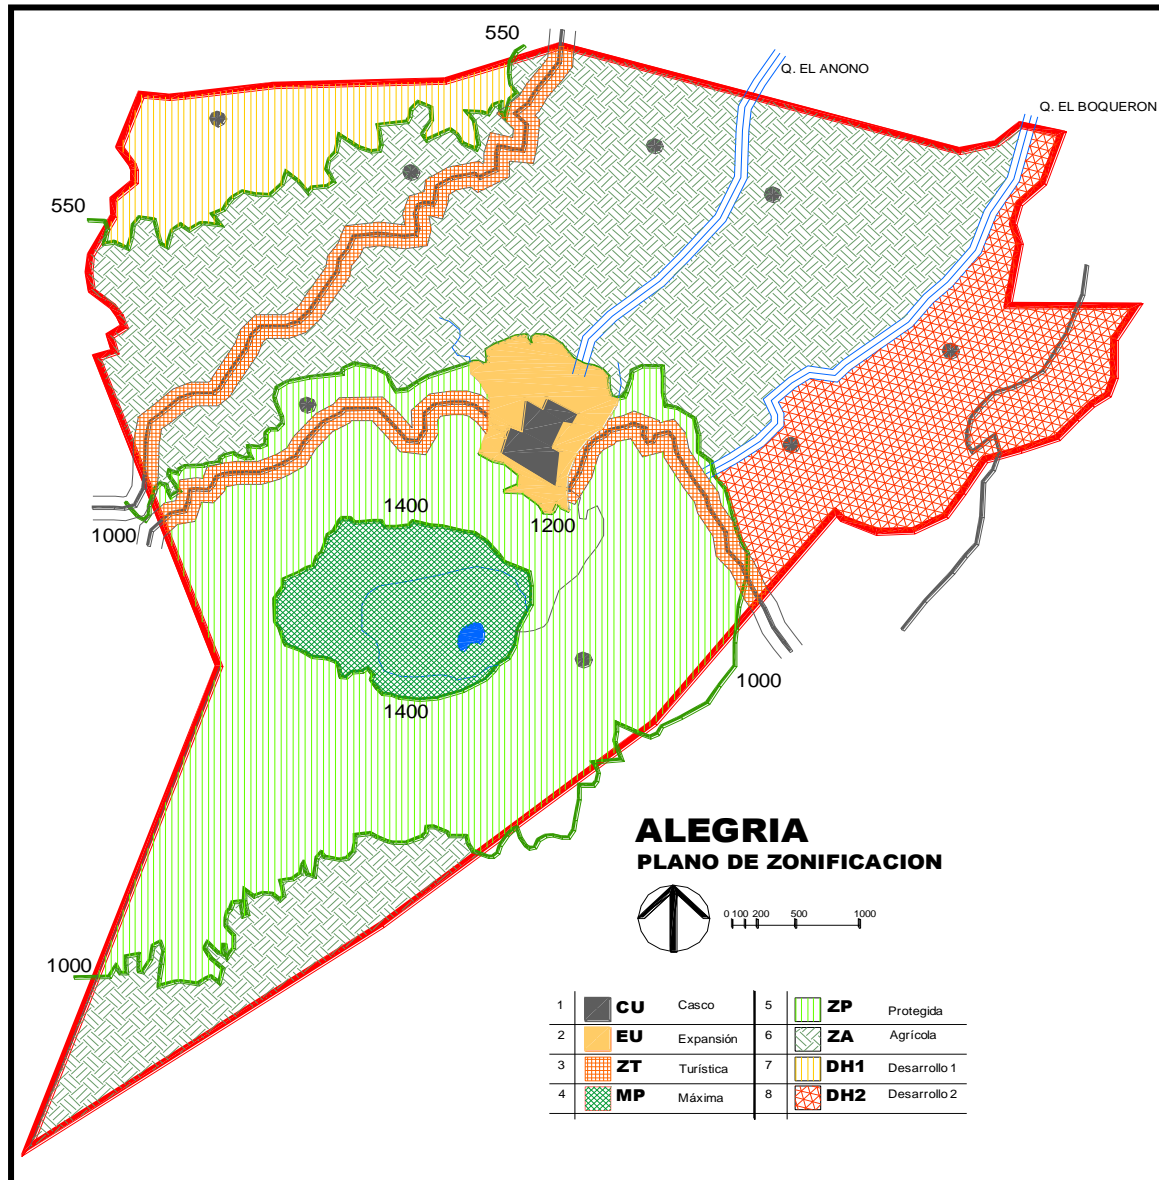 550
Q. EL ANONO
Q. EL BOQUERON
550
1400
1200
1000
1000
1400
ALEGRIA
PLANO DE ZONIFICACION
0 100 200 500 1000
1000
1 CU Casco 5 ZP Protegida
2 EU Expansión 6 ZA Agrícola
3 ZT Turística 7 DH1 Desarrollo 1
4 MP Máxima 8 DH2 Desarrollo 2